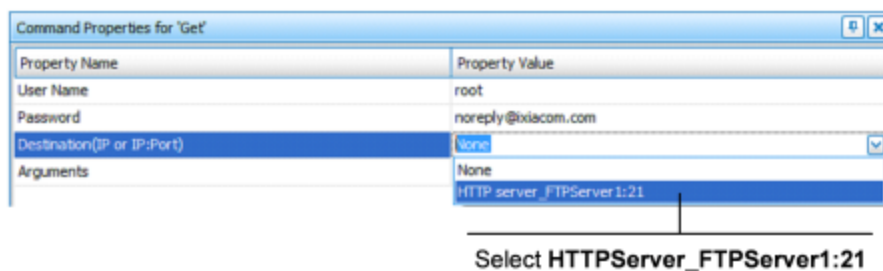 Command Properties for 'Get'
Property Name Property Value
User Name root
Password noreply@ixiacom.com
Destination(IP or IP:Port) None
Arguments None
HTTP server_FTPServer1:21
Select HTTPServer_FTPServer1:21